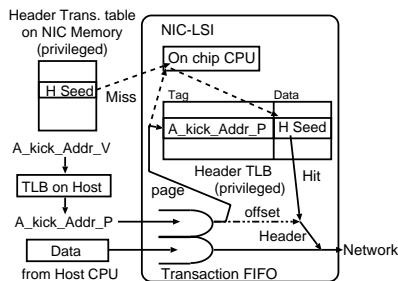 Header Trans. table
on NIC Memory
(privileged)
H Seed
Miss
NIC-LSI
On chip CPU
Tag
Data
A_kick_Addr_P
H Seed
Header TLB
(privileged)
Hit
page
offset
Header
A_kick_Addr_V
TLB on Host
A_kick_Addr_P
Data
from Host CPU
Transaction FIFO
Network